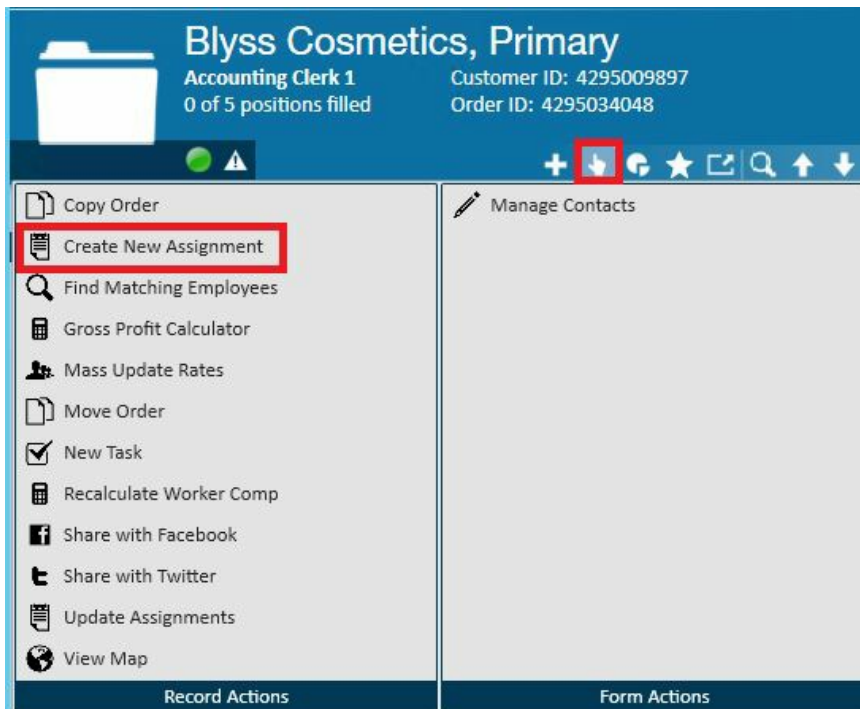 Blyss Cosmetics, Primary
Accounting Clerk 1
Customer ID: 4295009897
0 of 5 positions filled
Order ID: 4295034048
Copy Order
Manage Contacts
Create New Assignment
Find Matching Employees
Gross Profit Calculator
Mass Update Rates
Move Order
New Task
Recalculate Worker Comp
Share with Facebook
Share with Twitter
Update Assignments
View Map
Record Actions
Form Actions